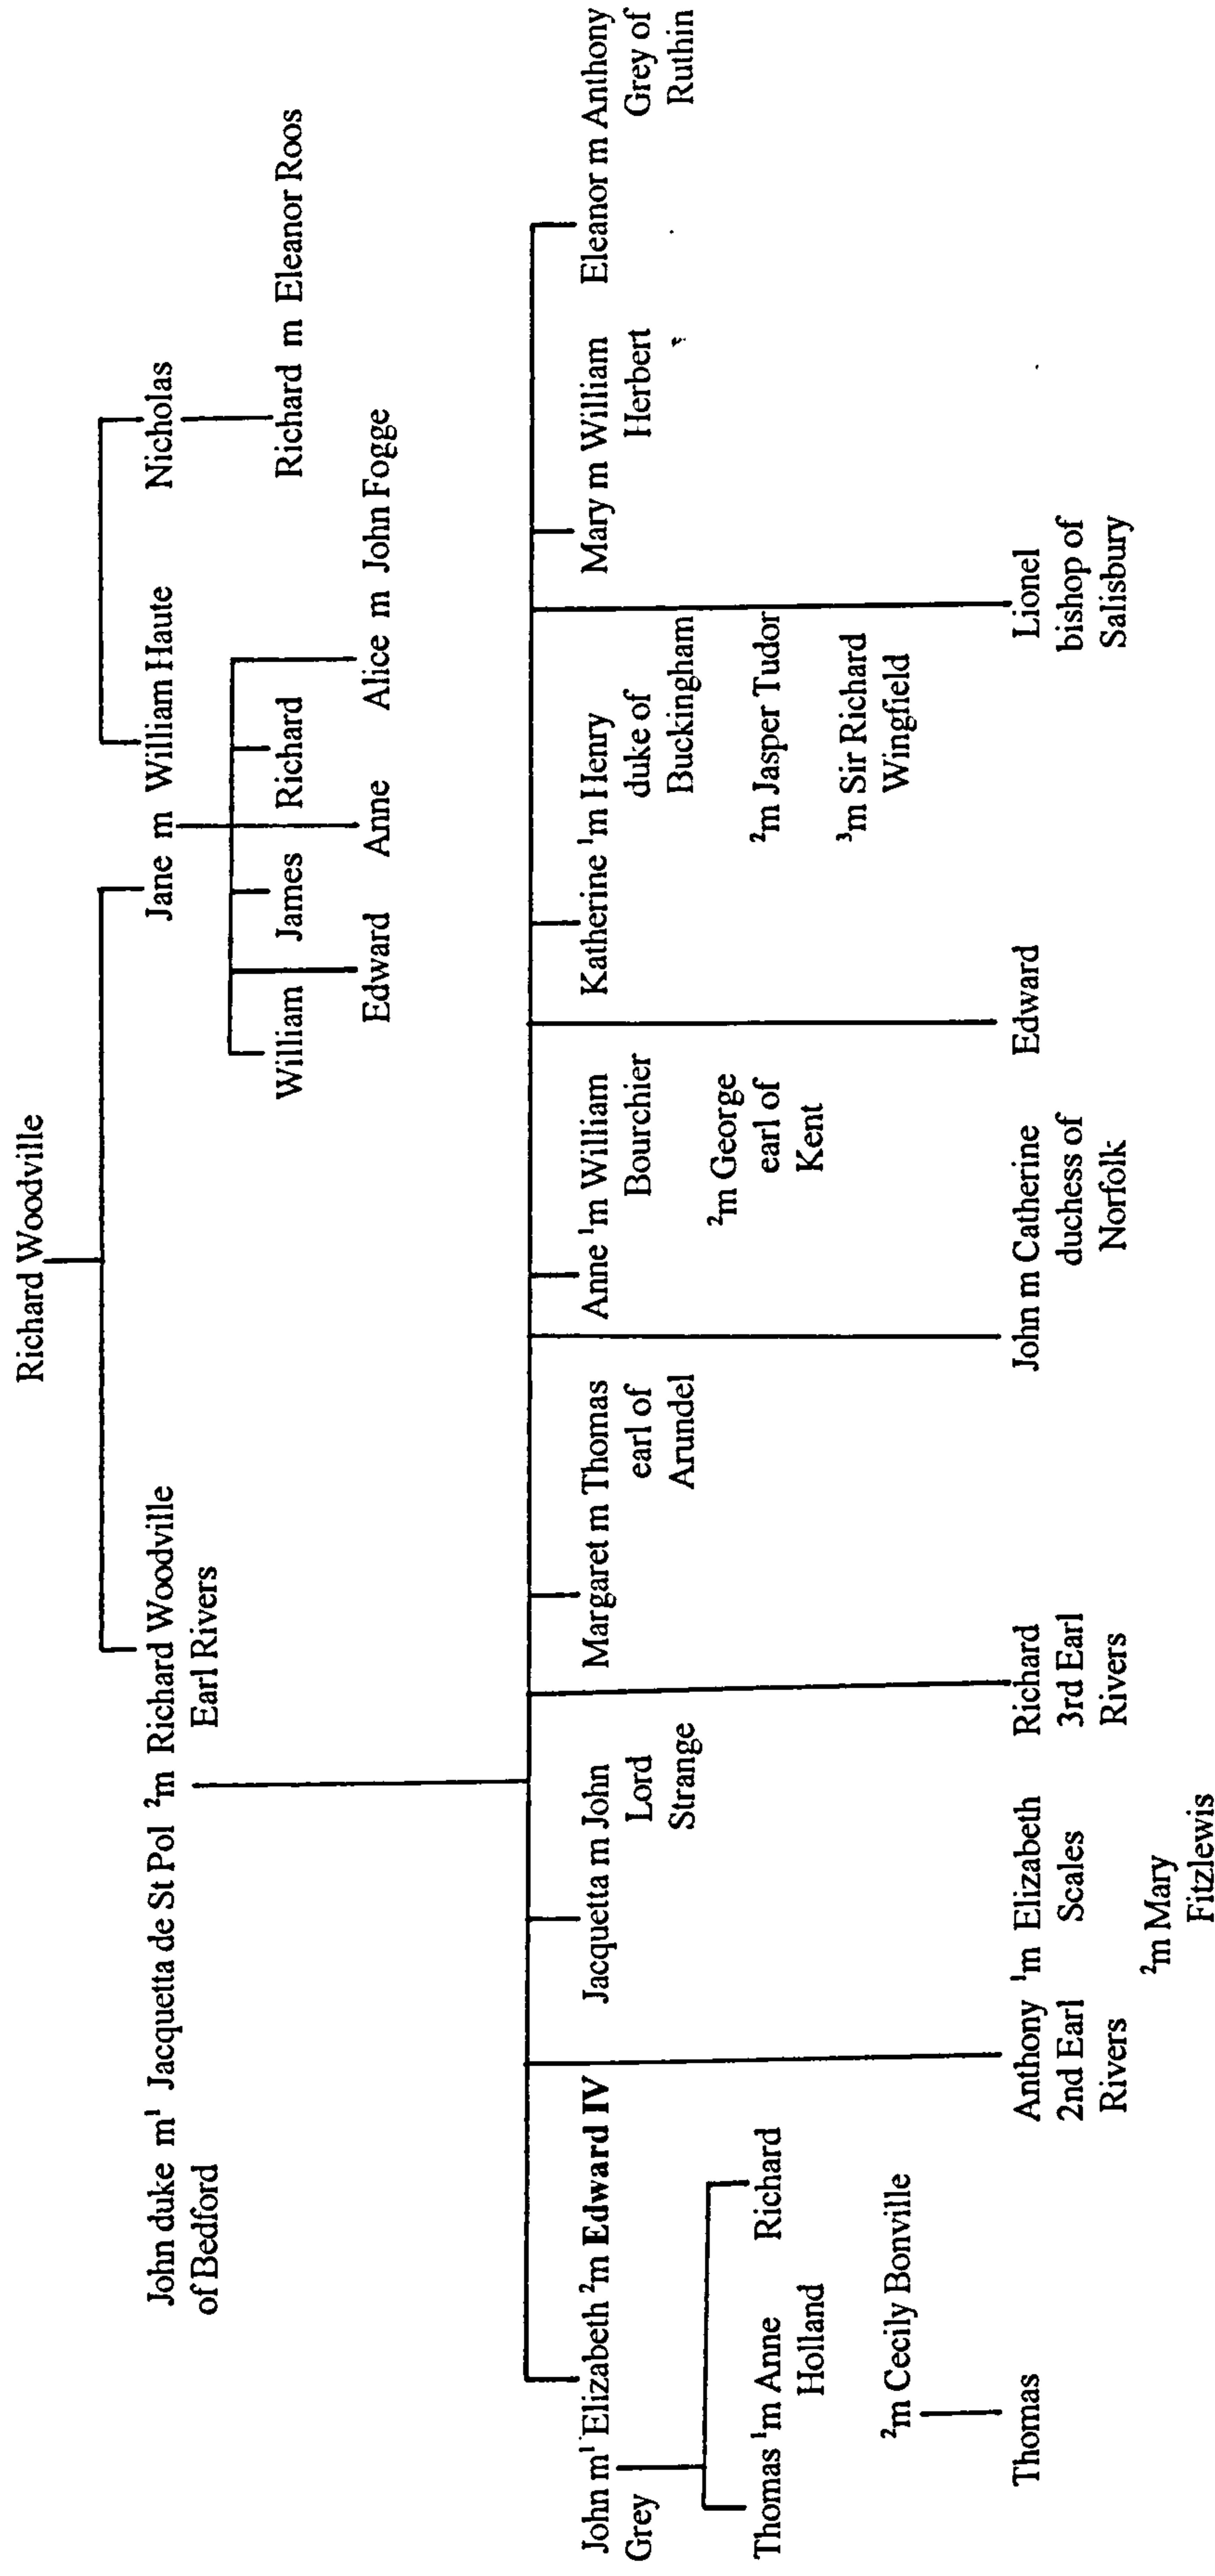 Richard Woodville
John duke m¹ Jacquetta de St Pol ²m Richard Woodville
of Bedford
Earl Rivers
Jane m William Haute
Nicholas
William James Richard
Richard m Eleanor Roos
Edward Anne Alice m John Fogge
John m¹ Elizabeth ²m Edward IV
Grey
Jacquetta m John
Lord
Strange
Margaret m Thomas
earl of
Arundel
Anne ¹m William
Bourchier
²m George
earl of
Kent
Katherine ¹m Henry
duke of
Buckingham
²m Jasper Tudor
³m Sir Richard
Wingfield
Mary m William
Herbert
Eleanor m Anthony
Grey of
Ruthin
Thomas ¹m Anne
Holland
Richard
²m Cecily Bonville
Thomas
Anthony ¹m Elizabeth
2nd Earl Scales
Rivers
²m Mary
Fitzlewis
Richard
3rd Earl
Rivers
John m Catherine
duchess of
Norfolk
Edward
Lionel
bishop of
Salisbury